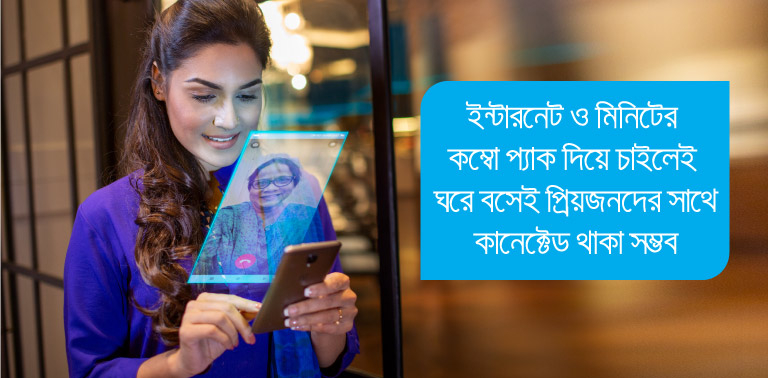 ইন্টারনেট ও মিনিটের
কম্বো প্যাক দিয়ে চাইলেই
ঘরে বসেই প্রিয়জনদের সাথে
কানেক্টেড থাকা সম্ভব